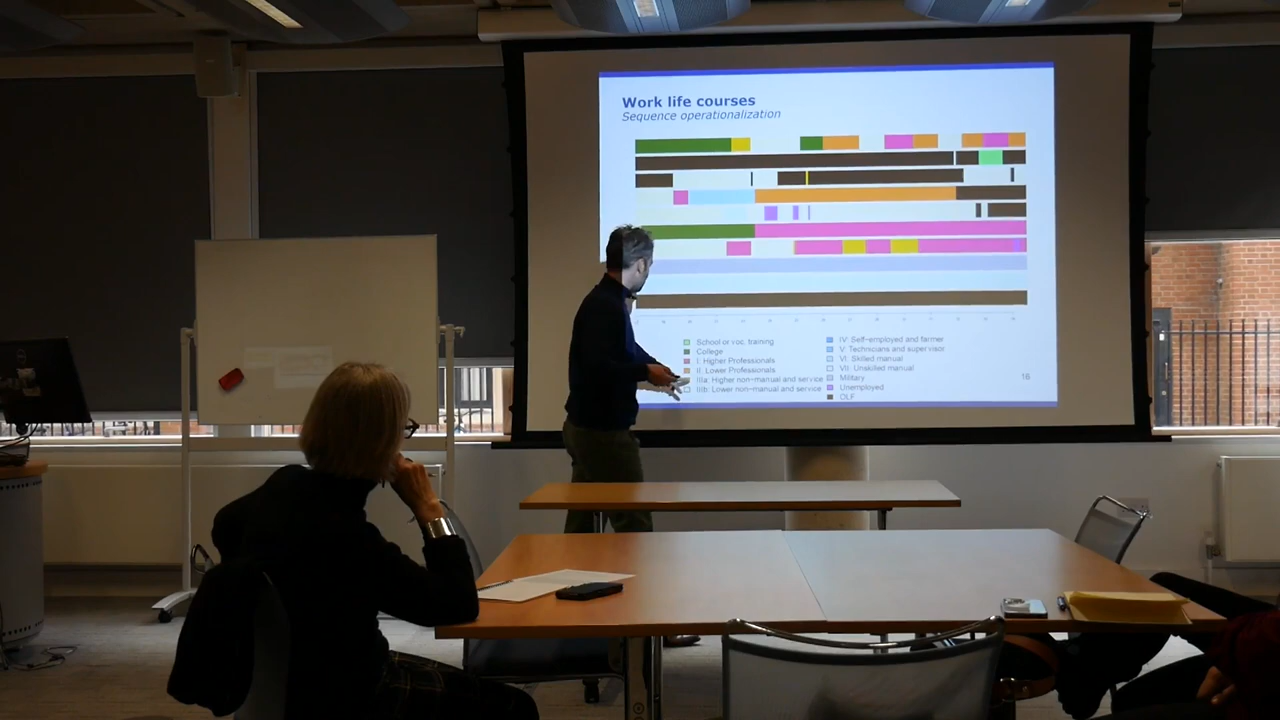 Work life courses
Sequence operationalization
School or voc. training
College
I: Higher Professionals
II: Lower Professionals
IIIa: Higher non-manual and service
IIIb: Lower non-manual and service
IV: Self-employed and farmer
V: Technicians and supervisor
VI: Skilled manual
VII: Unskilled manual
Military
Unemployed
OLF
16